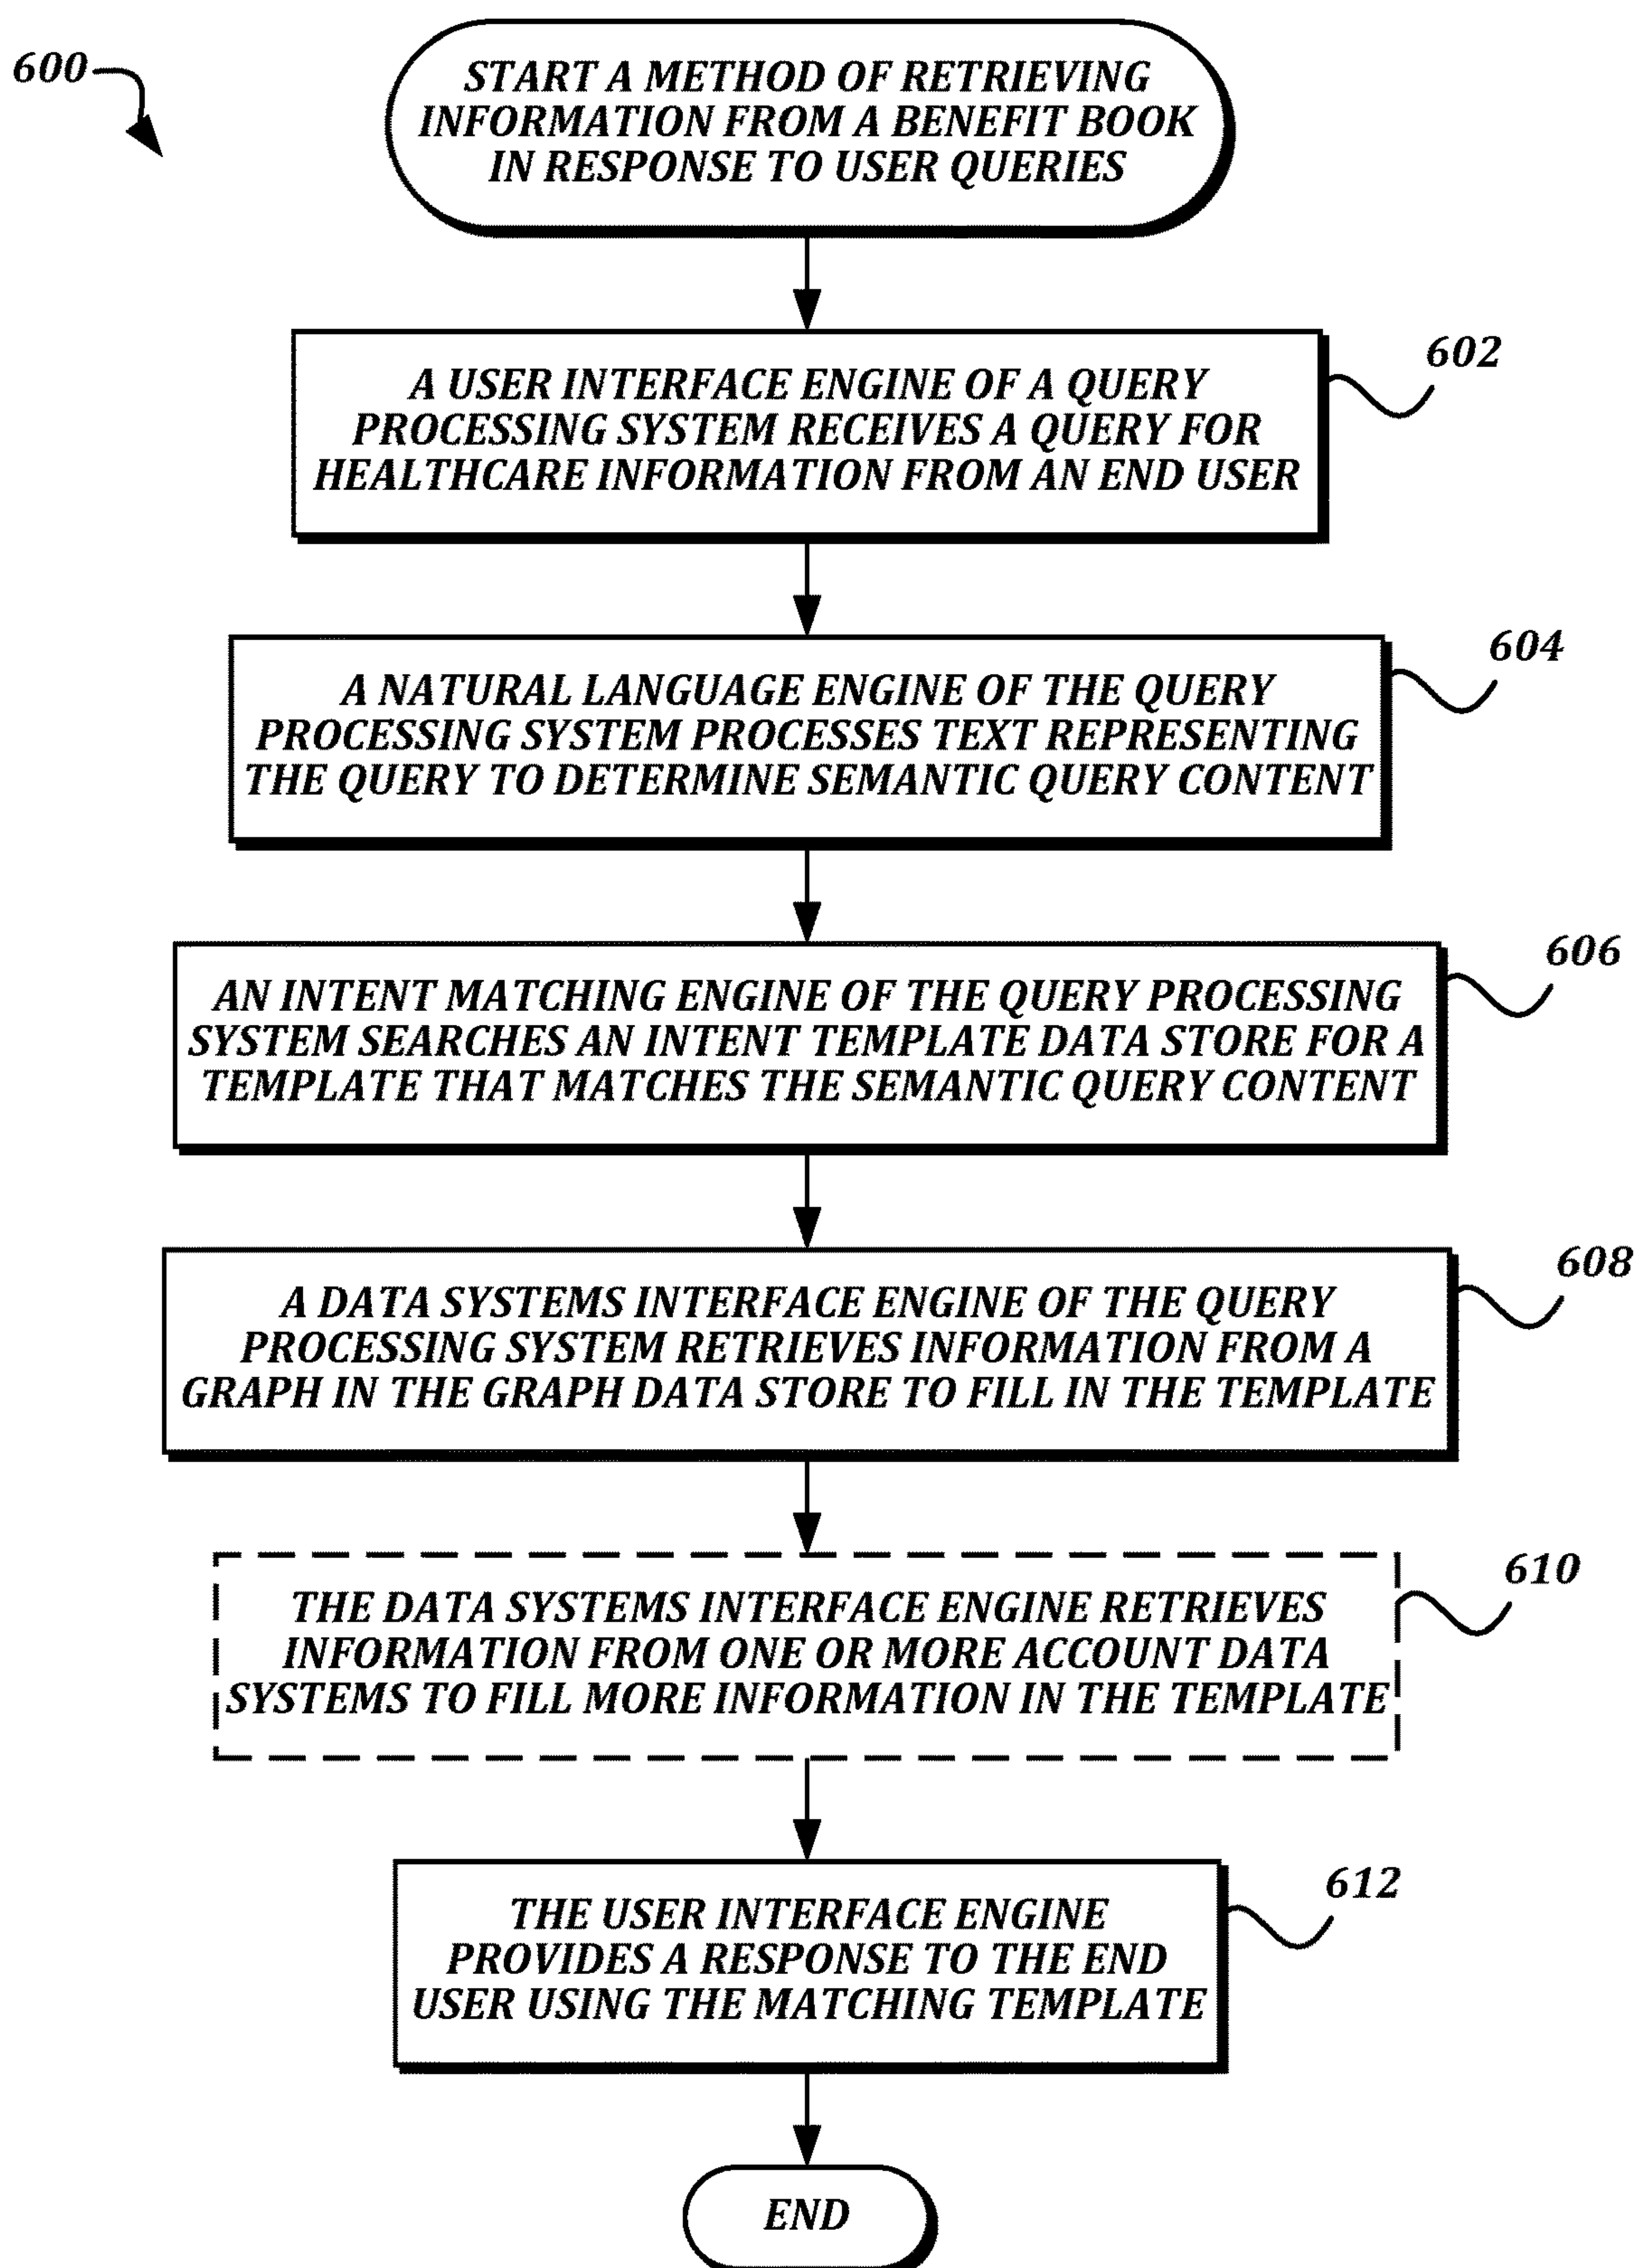 600
START A METHOD OF RETRIEVING
INFORMATION FROM A BENEFIT BOOK
IN RESPONSE TO USER QUERIES
602
A USER INTERFACE ENGINE OF A QUERY
PROCESSING SYSTEM RECEIVES A QUERY FOR
HEALTHCARE INFORMATION FROM AN END USER
604
A NATURAL LANGUAGE ENGINE OF THE QUERY
PROCESSING SYSTEM PROCESSES TEXT REPRESENTING
THE QUERY TO DETERMINE SEMANTIC QUERY CONTENT
606
AN INTENT MATCHING ENGINE OF THE QUERY PROCESSING
SYSTEM SEARCHES AN INTENT TEMPLATE DATA STORE FOR A
TEMPLATE THAT MATCHES THE SEMANTIC QUERY CONTENT
608
A DATA SYSTEMS INTERFACE ENGINE OF THE QUERY
PROCESSING SYSTEM RETRIEVES INFORMATION FROM A
GRAPH IN THE GRAPH DATA STORE TO FILL IN THE TEMPLATE
610
THE DATA SYSTEMS INTERFACE ENGINE RETRIEVES
INFORMATION FROM ONE OR MORE ACCOUNT DATA
SYSTEMS TO FILL MORE INFORMATION IN THE TEMPLATE
612
THE USER INTERFACE ENGINE
PROVIDES A RESPONSE TO THE END
USER USING THE MATCHING TEMPLATE
END